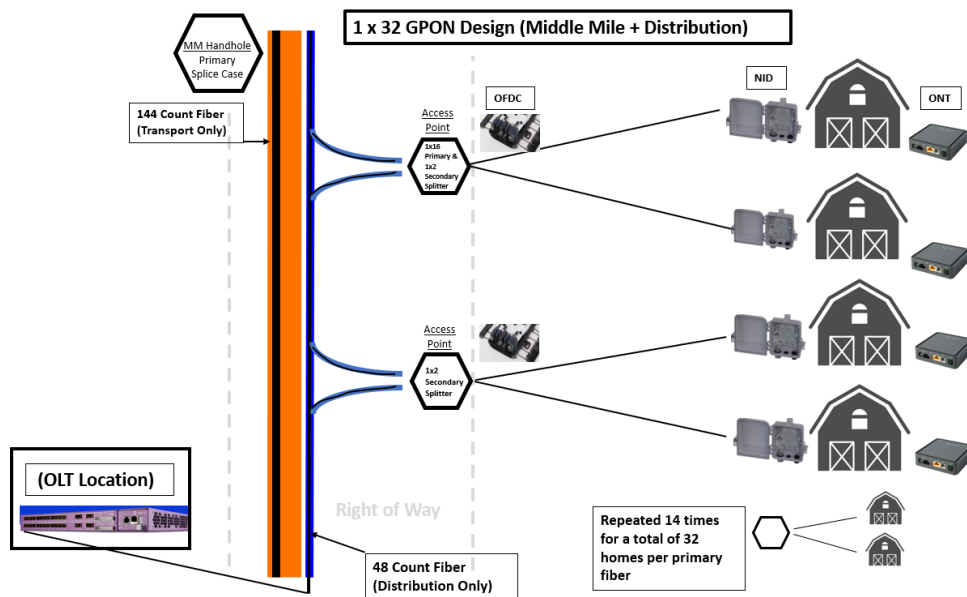 1 x 32 GPON Design (Middle Mile + Distribution)
MM Handhole
Primary
Splice Case
144 Count Fiber
(Transport Only)
Access
Point
1x16
Primary &
1x2
Secondary
Splitter
OFDC
NID
ONT
Access
Point
1x2
Secondary
Splitter
(OLT Location)
Right of Way
48 Count Fiber
(Distribution Only)
Repeated 14 times
for a total of 32
homes per primary
fiber